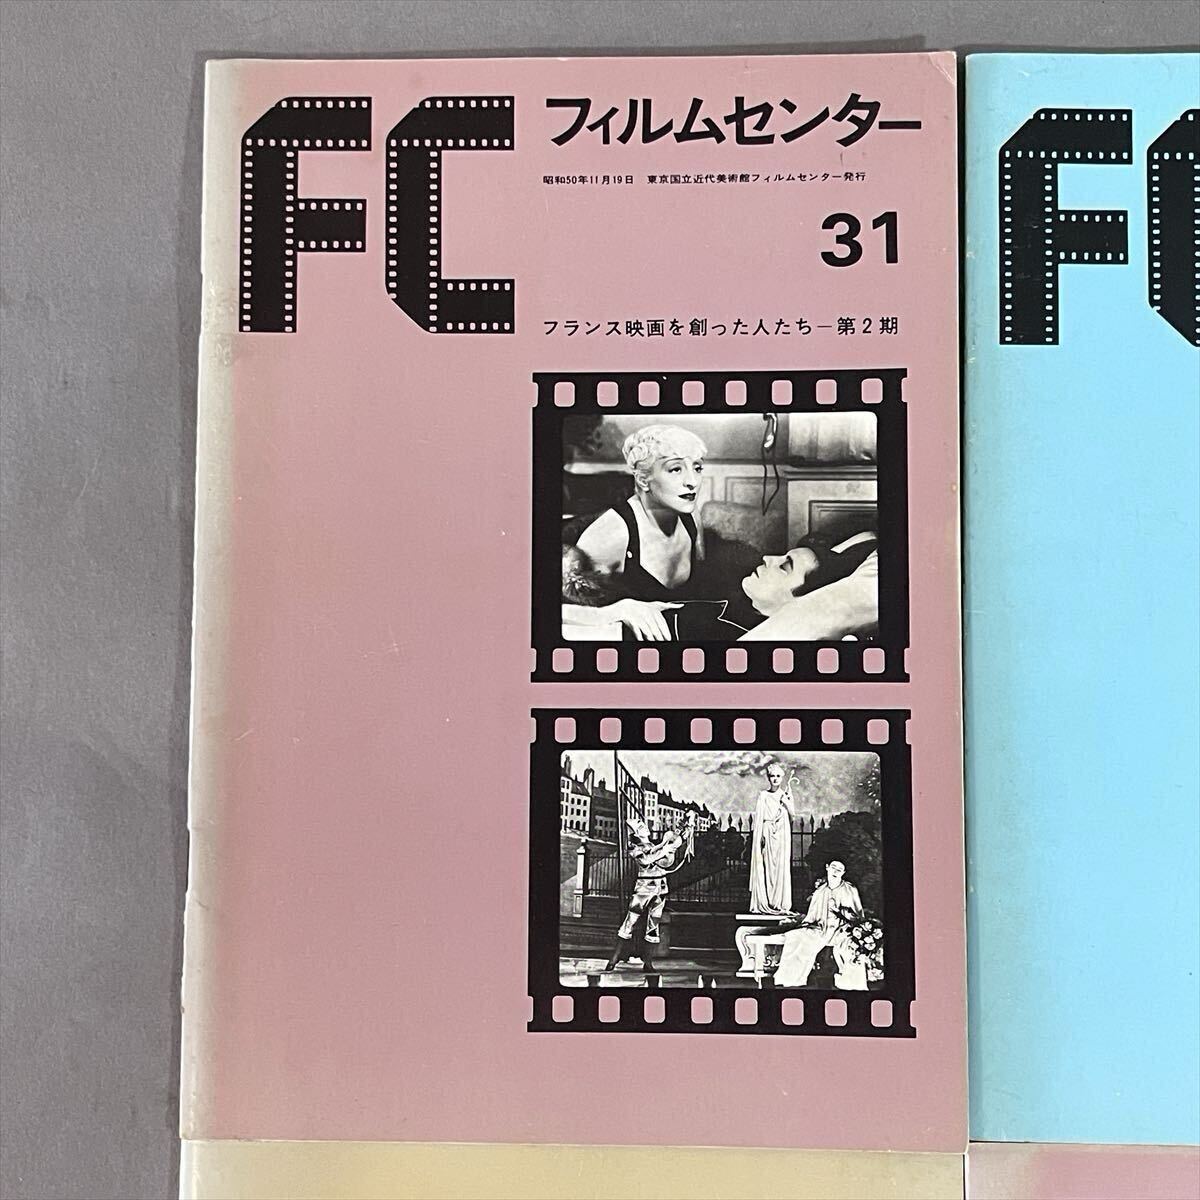 FC
フィルムセンター
昭和50年11月19日 東京国立近代美術館フィルムセンター発行
31
フランス映画を創った人たち－第2期
FC